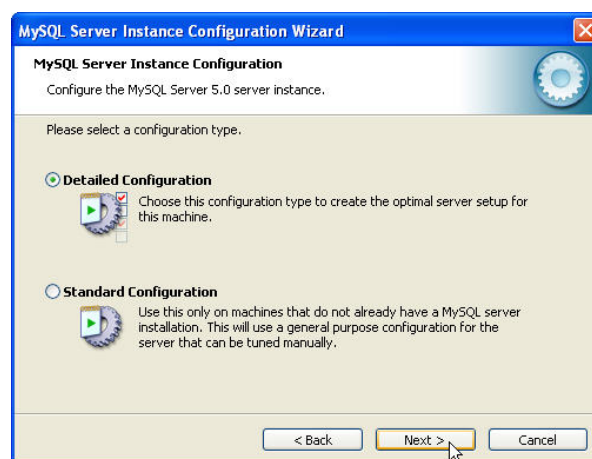 MySQL Server Instance Configuration Wizard
MySQL Server Instance Configuration
Configure the MySQL Server 5.0 server instance.
Please select a configuration type.
Detailed Configuration
Choose this configuration type to create the optimal server setup for
this machine.
Standard Configuration
Use this only on machines that do not already have a MySQL server
installation. This will use a general purpose configuration for the
server that can be tuned manually.
< Back
Next >
Cancel